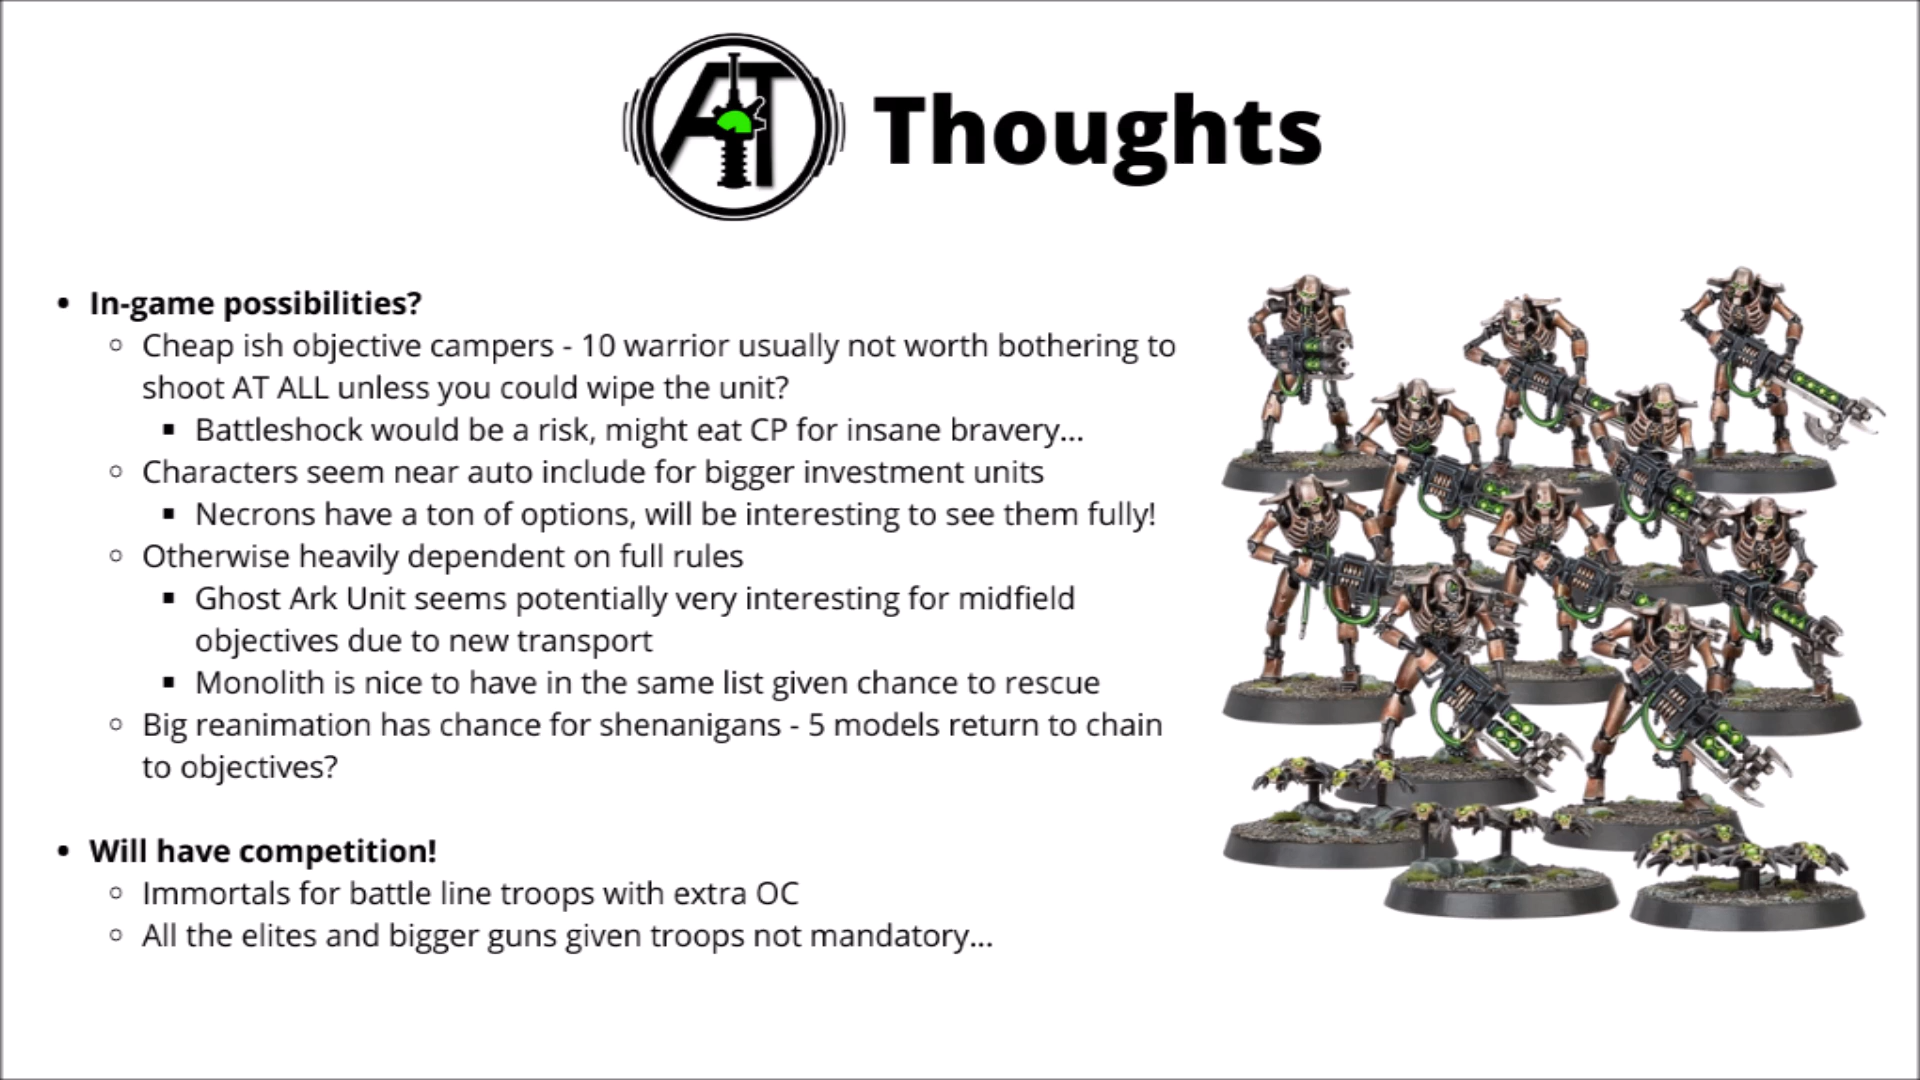 AT Thoughts
• In-game possibilities?
◦ Cheap ish objective campers - 10 warrior usually not worth bothering to
shoot AT ALL unless you could wipe the unit?
▪ Battleshock would be a risk, might eat CP for insane bravery...
◦ Characters seem near auto include for bigger investment units
▪ Necrons have a ton of options, will be interesting to see them fully!
◦ Otherwise heavily dependent on full rules
▪ Ghost Ark Unit seems potentially very interesting for midfield
objectives due to new transport
▪ Monolith is nice to have in the same list given chance to rescue
◦ Big reanimation has chance for shenanigans - 5 models return to chain
to objectives?
• Will have competition!
◦ Immortals for battle line troops with extra OC
◦ All the elites and bigger guns given troops not mandatory...